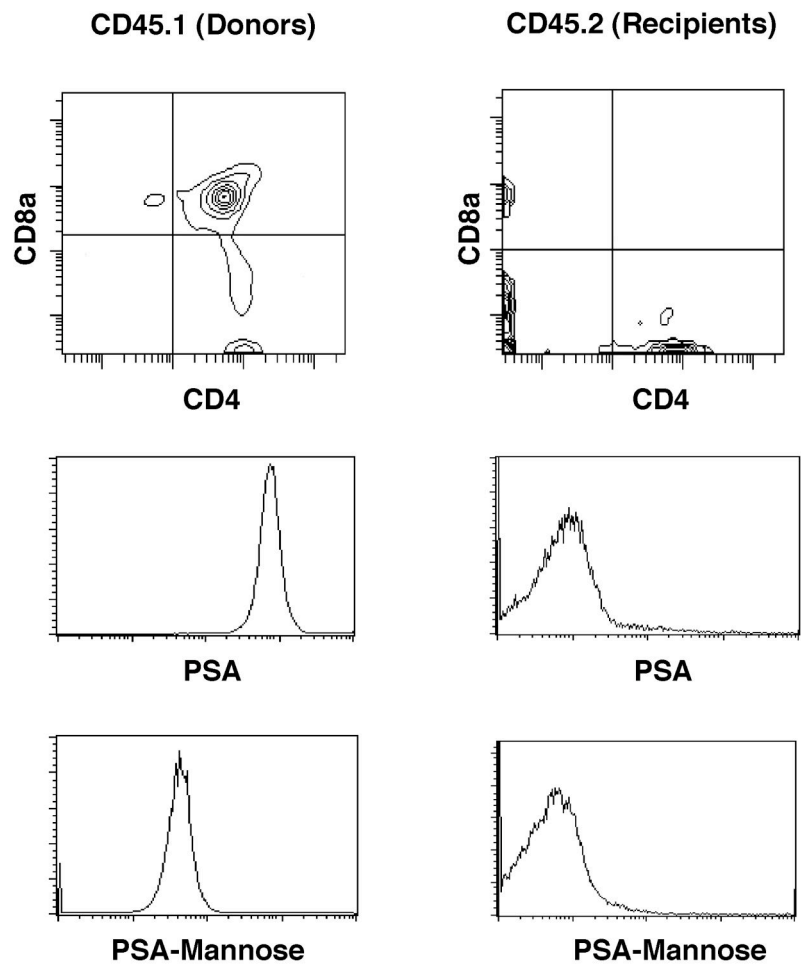 CD45.1 (Donors)
CD45.2 (Recipients)
CD8a
CD4
CD8a
CD4
PSA
PSA
PSA-Mannose
PSA-Mannose